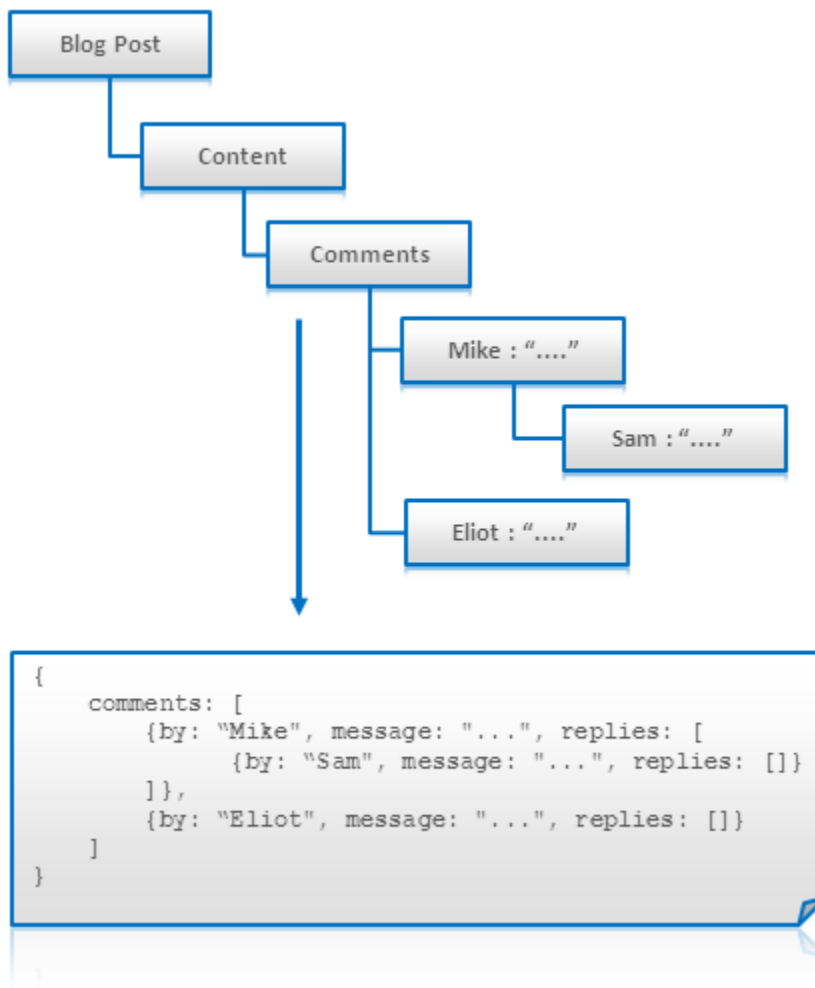 Blog Post
Content
Comments
Mike : “....”
Sam : “....”
Eliot : “....”
{
    comments: [
        {by: “Mike", message: "...", replies: [
            {by: “Sam", message: "...", replies: []}
        ]},
        {by: “Eliot", message: "...", replies: []}
    ]
}